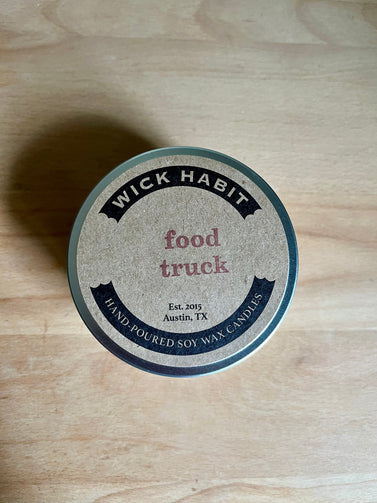 WICK HABIT
food
truck
Est. 2015
Austin, TX
HAND-POURED SOY WAX CANDLES